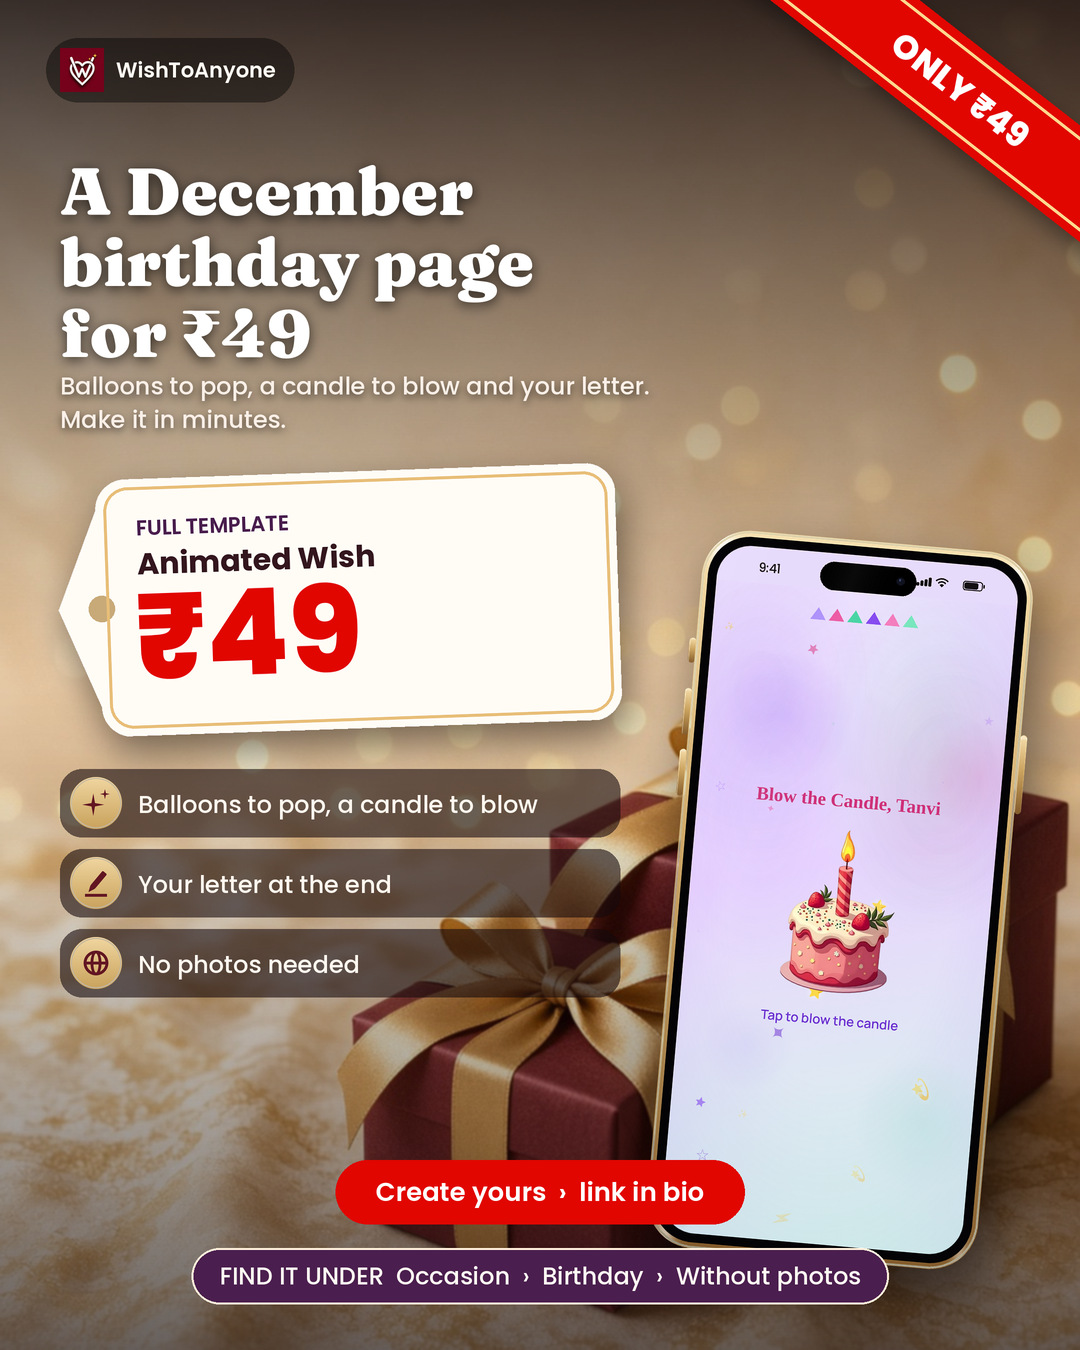 WishToAnyone
ONLY ₹49
A December
birthday page
for ₹49
Balloons to pop, a candle to blow and your letter.
Make it in minutes.
FULL TEMPLATE
Animated Wish
₹49
Balloons to pop, a candle to blow
Your letter at the end
No photos needed
9:41
Blow the Candle, Tanvi
Tap to blow the candle
Create yours › link in bio
FIND IT UNDER Occasion › Birthday › Without photos